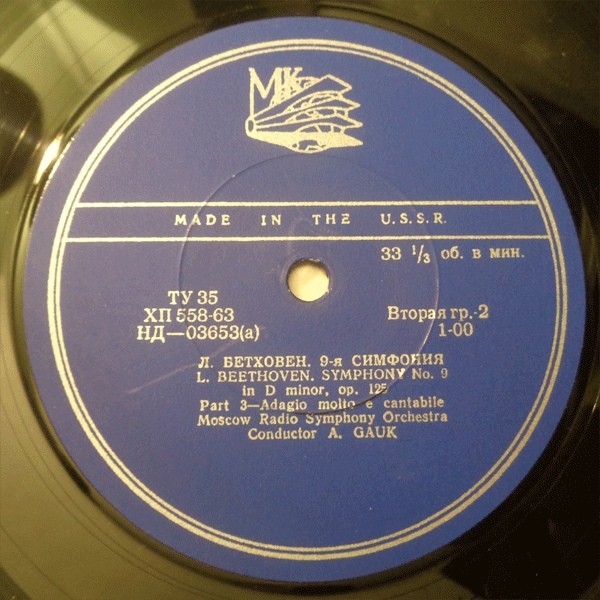 МК
MADE IN THE U.S.S.R.
33 1/3 об. в мин.
ТУ 35
ХП 558-63
НД—03653(а)
Вторая гр.-2
1-00
Л. БЕТХОВЕН. 9-я СИМФОНИЯ
L. BEETHOVEN. SYMPHONY No. 9
in D minor, op. 125
Part 3—Adagio molto e cantabile
Moscow Radio Symphony Orchestra
Conductor A. GAUK